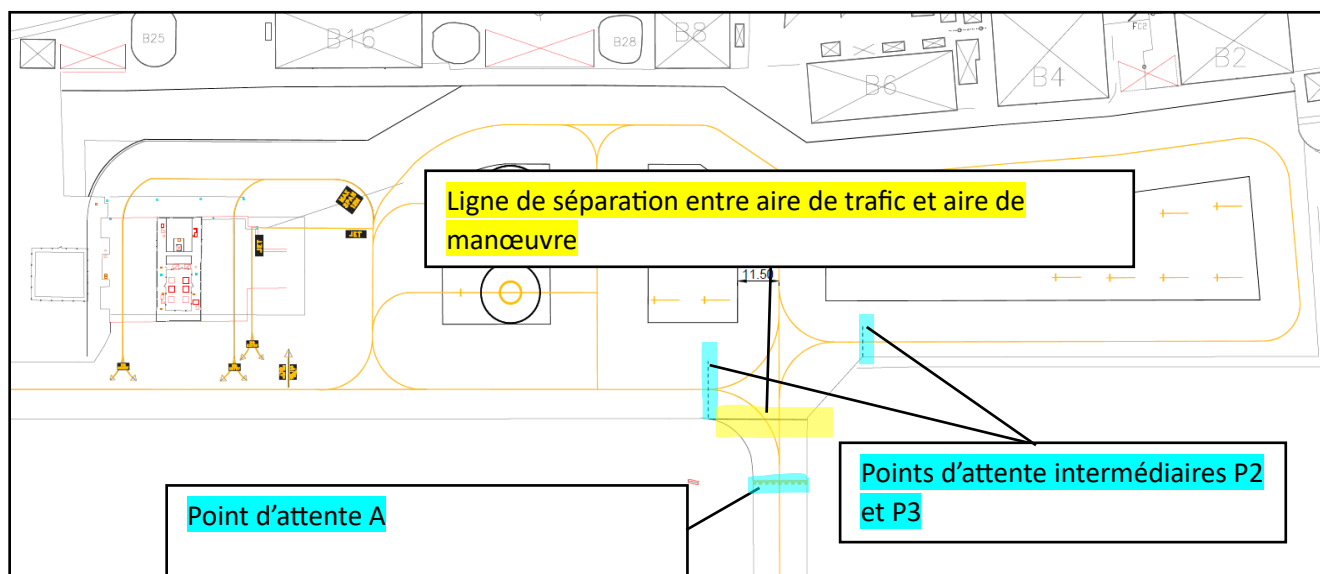 B25
B16
B28
B8
B6
B4
FC2
B2
Ligne de séparation entre aire de trafic et aire de
manœuvre
JET
JET
11.50
Points d'attente intermédiaires P2
et P3
Point d'attente A